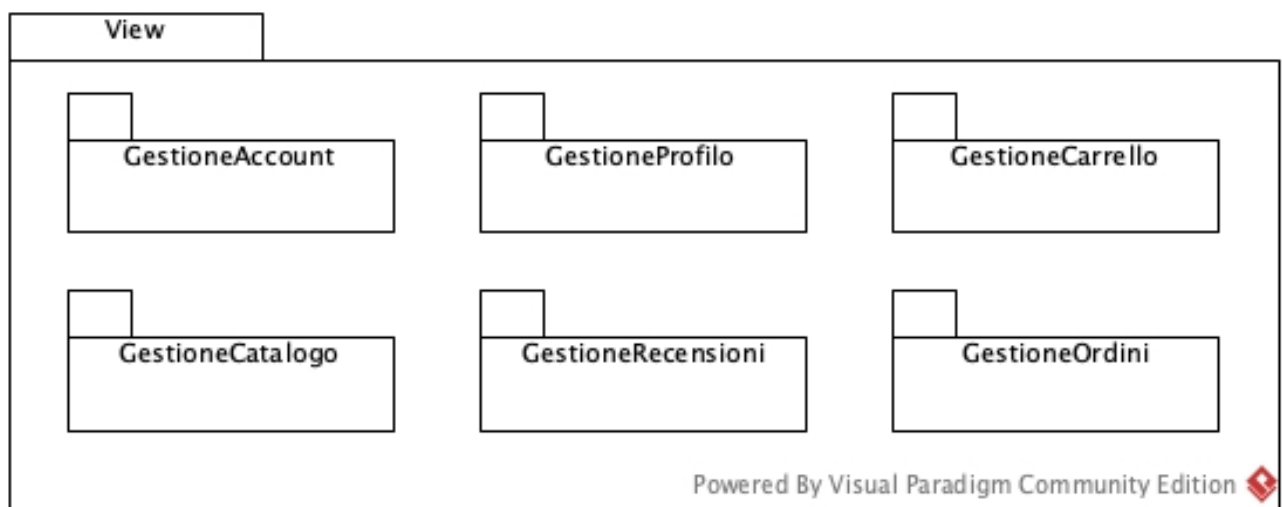 View
GestioneAccount
GestioneProfilo
GestioneCarrello
GestioneCatalogo
GestioneRecensioni
GestioneOrdini
Powered By Visual Paradigm Community Edition